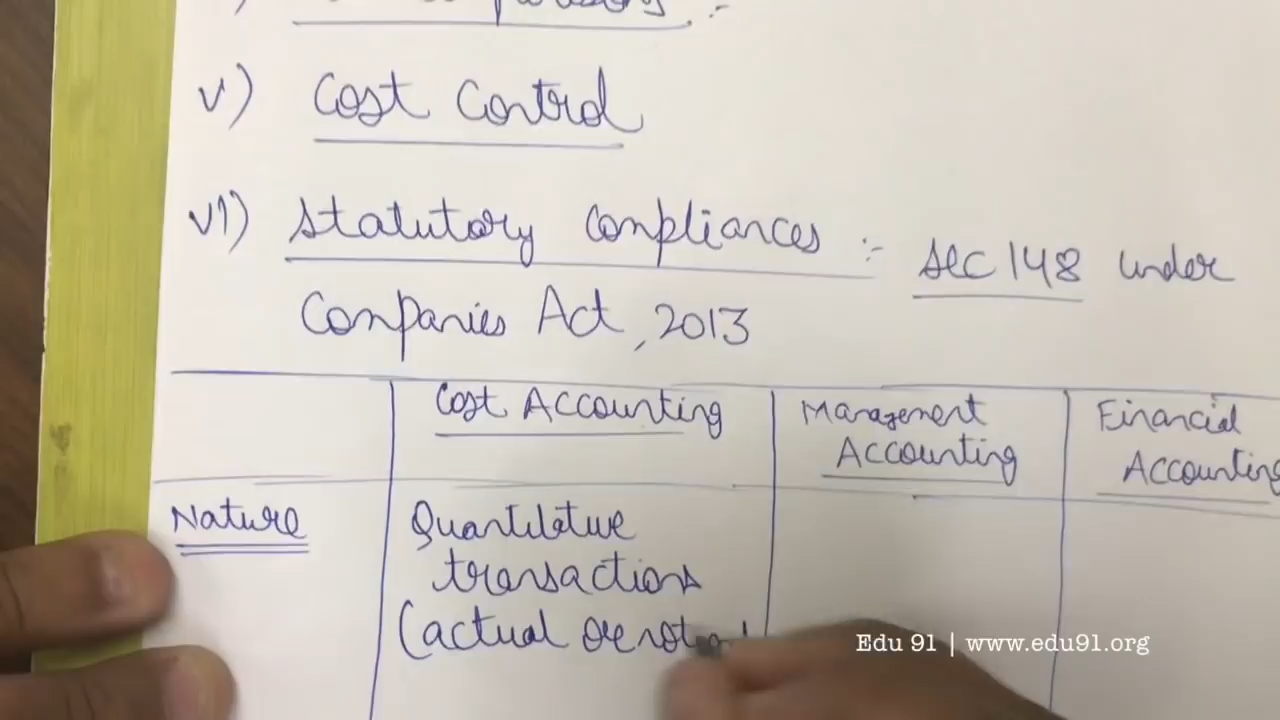 v) Cost Control
vi) Statutory Compliances :- Sec 148 under
Companies Act, 2013
Cost Accounting
Management
Accounting
Financial
Accounting
Nature
Quantitative
transactions
(actual or
Edu 91 | www.edu91.org